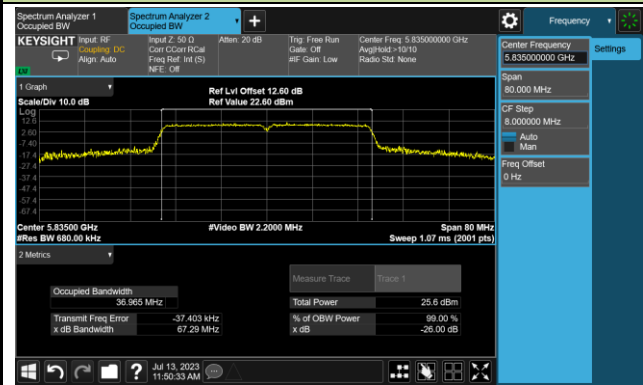 Spectrum Analyzer 1
Occupied BW
Spectrum Analyzer 2
Occupied BW
Frequency
KEYSIGHT
Input: RF
Coupling: DC
Align: Auto
Input Z: 50 Ω
Corr CCorr RCal
Freq Ref: Int (S)
NFE: Off
Atten: 20 dB
Trig: Free Run
Gate: Off
#IF Gain: Low
Center Freq: 5.835000000 GHz
Avg|Hold:>10/10
Radio Std: None
Center Frequency
5.835000000 GHz
Settings
Span
80.000 MHz
CF Step
8.000000 MHz
Auto
Man
Freq Offset
0 Hz
1 Graph
Scale/Div 10.0 dB
Ref Lvl Offset 12.60 dB
Ref Value 22.60 dBm
Log
12.6
2.60
-7.40
-17.4
-27.4
-37.4
-47.4
-57.4
-67.4
Center 5.83500 GHz
#Res BW 680.00 kHz
#Video BW 2.2000 MHz
Span 80 MHz
Sweep 1.07 ms (2001 pts)
2 Metrics
Measure Trace
Trace 1
Occupied Bandwidth
36.965 MHz
Total Power
25.6 dBm
Transmit Freq Error
-37.403 kHz
% of OBW Power
99.00 %
x dB Bandwidth
67.29 MHz
x dB
-26.00 dB
?
Jul 13, 2023
11:50:33 AM